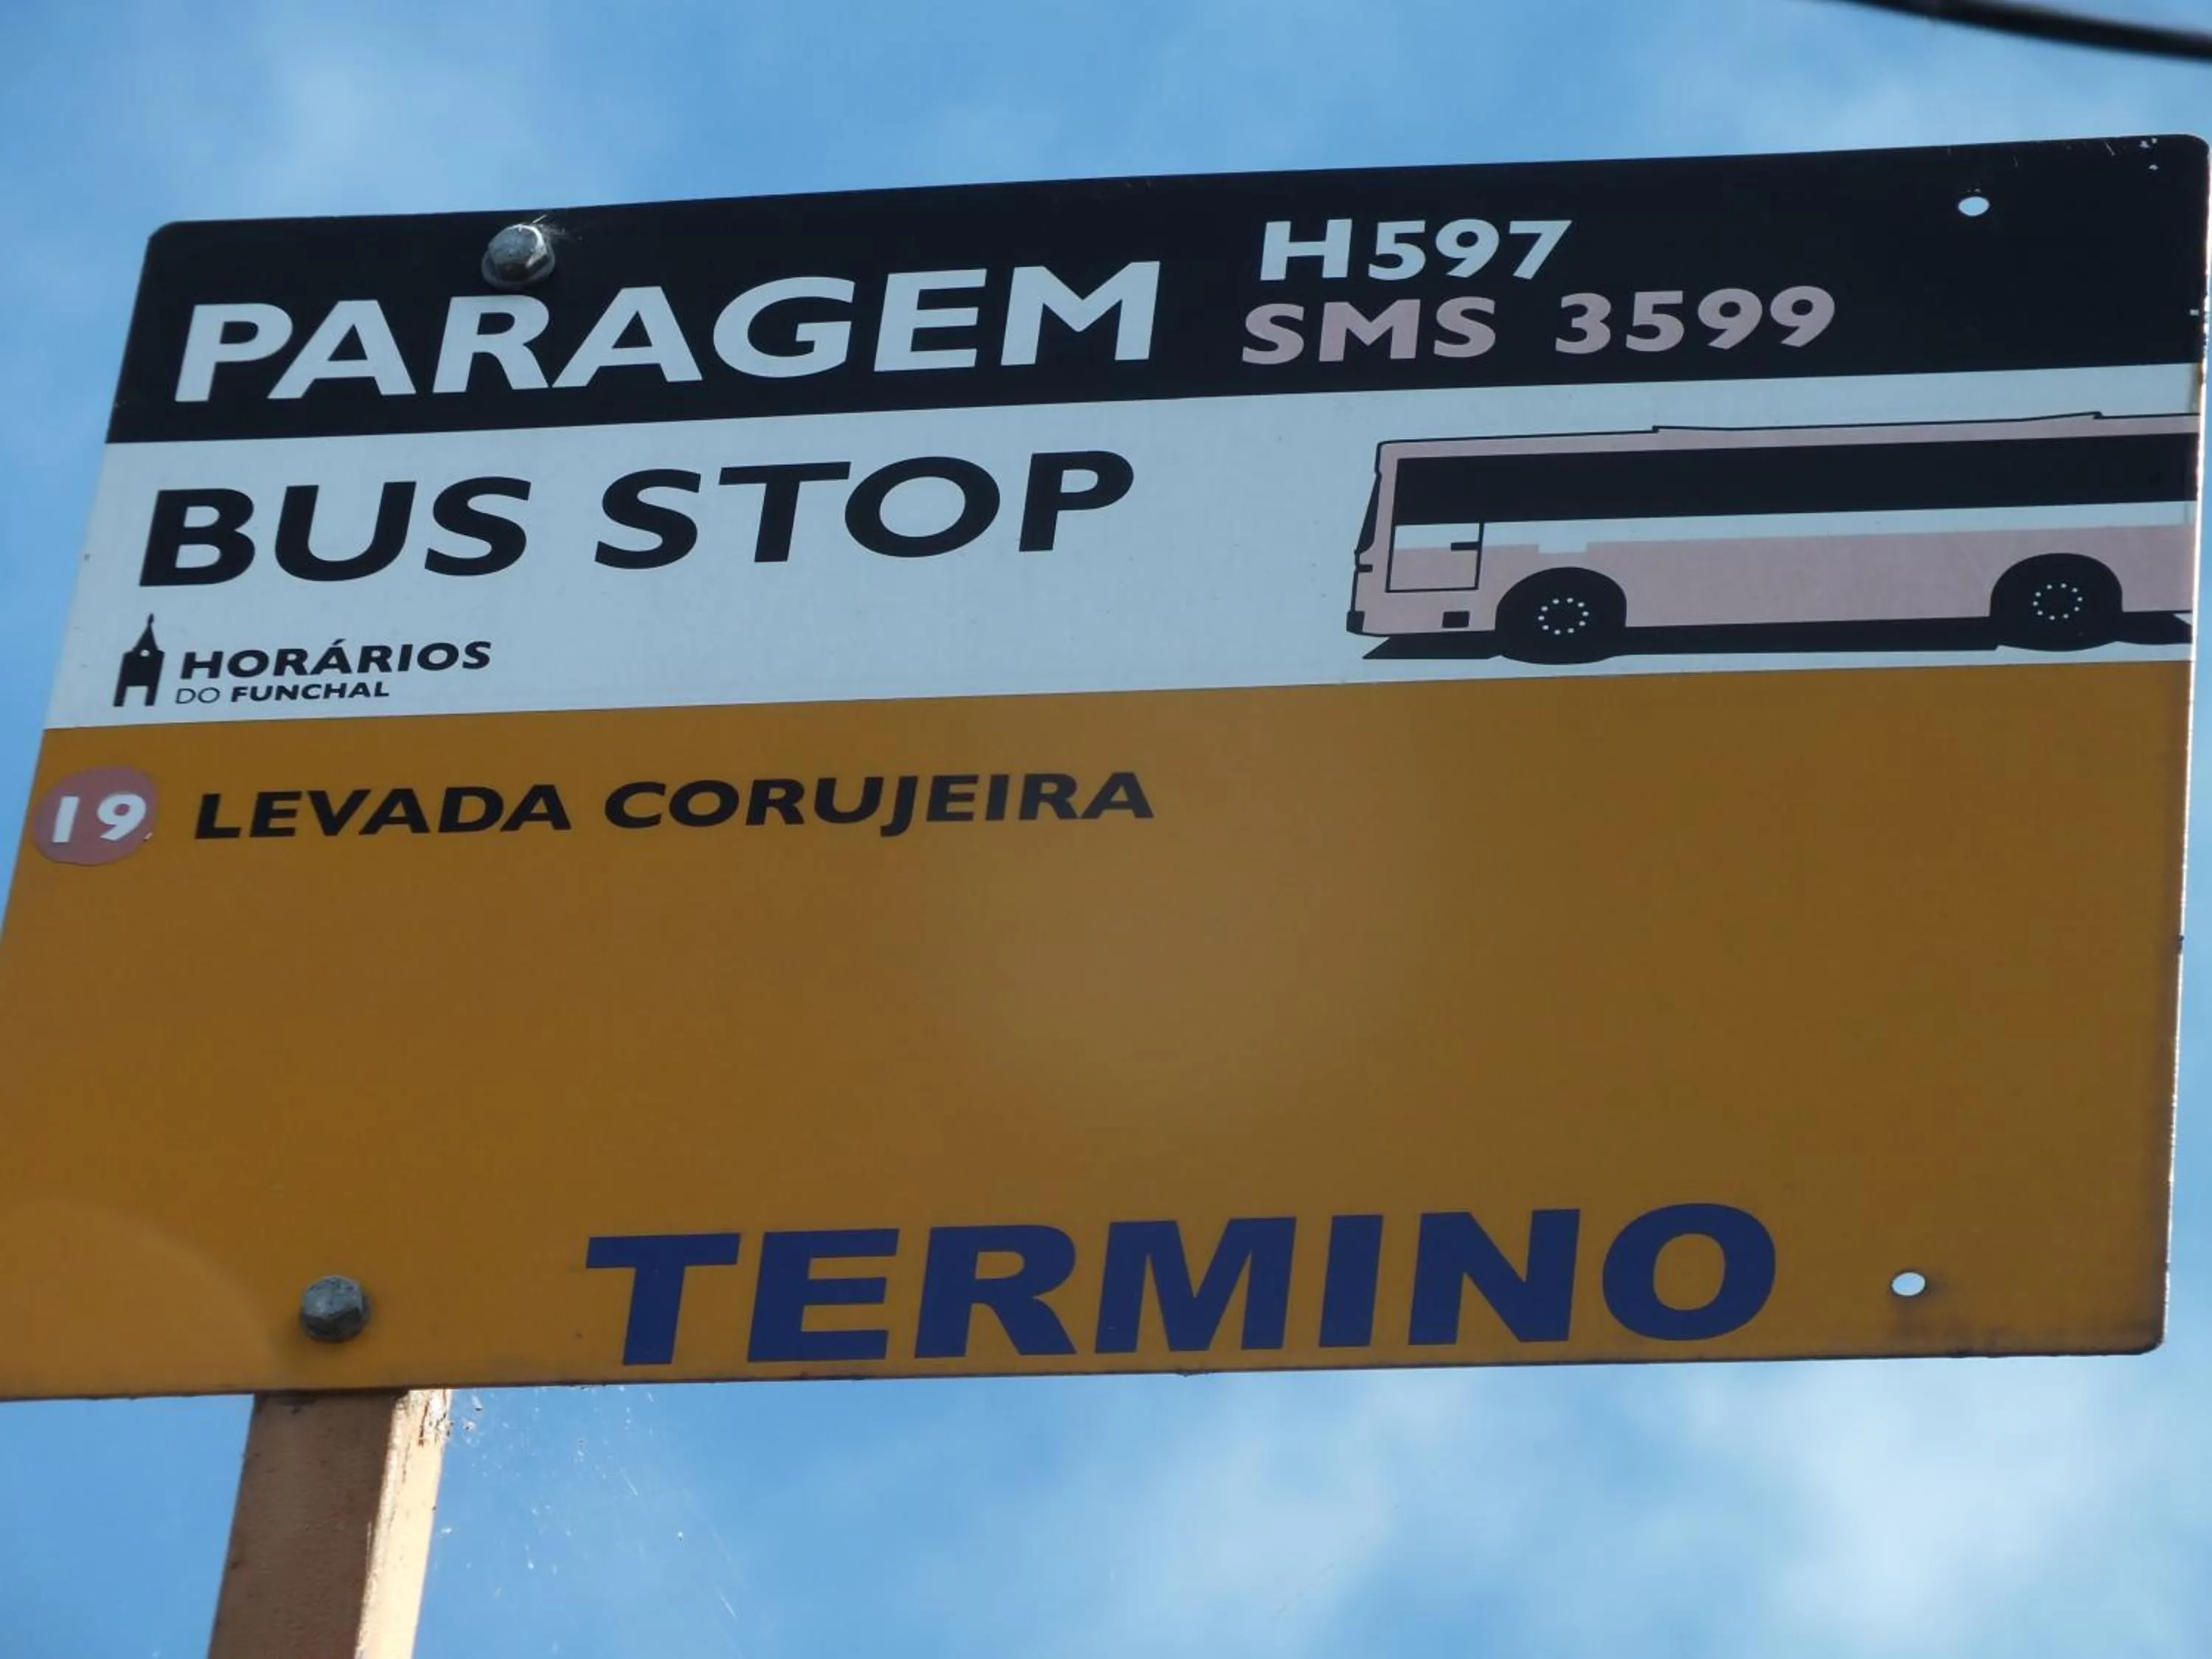 PARAGEM
H597
SMS 3599
BUS STOP
HORÁRIOS
DO FUNCHAL
19 LEVADA CORUJEIRA
TERMINO